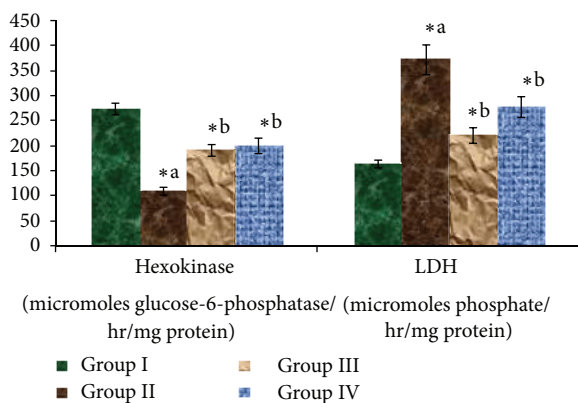 450
400
350
300
250
200
150
100
50
0
*a
*b
*b
*a
*b
*b
Hexokinase
LDH
(micromoles glucose-6-phosphatase/
hr/mg protein)
(micromoles phosphate/
hr/mg protein)
Group I
Group III
Group II
Group IV